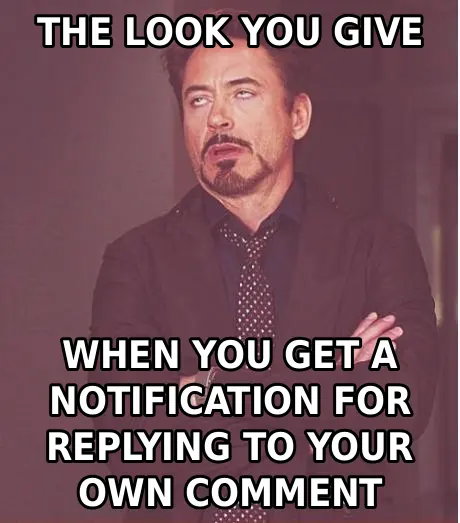 THE LOOK YOU GIVE
WHEN YOU GET A
NOTIFICATION FOR
REPLYING TO YOUR
OWN COMMENT